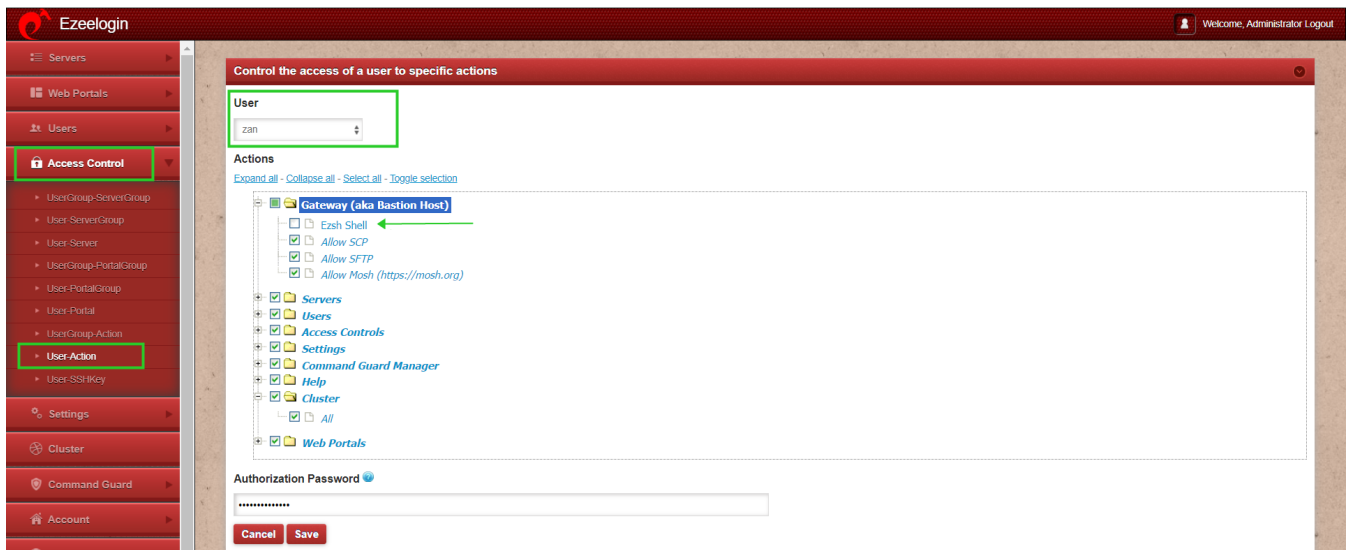 Ezeelogin
Welcome, Administrator Logout
Servers
Web Portals
Users
Access Control
UserGroup-ServerGroup
User-ServerGroup
User-Server
UserGroup-PortalGroup
User-PortalGroup
User-Portal
UserGroup-Action
User-Action
User-SSHKey
Settings
Cluster
Command Guard
Account
Control the access of a user to specific actions
User
zan
Actions
Expand all - Collapse all - Select all - Toggle selection
Gateway (aka Bastion Host)
Ezsh Shell
Allow SCP
Allow SFTP
Allow Mosh (https://mosh.org)
Servers
Users
Access Controls
Settings
Command Guard Manager
Help
Cluster
All
Web Portals
Authorization Password
••••••••••••••
Cancel Save